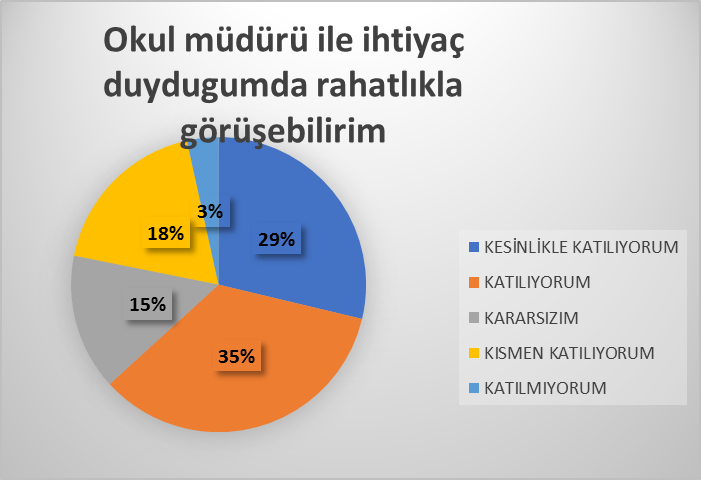 Okul müdürü ile ihtiyaç
duydugumda rahatlıkla
görüşebilirim
3%
29%
18%
15%
35%
KESİNLİKLE KATILIYORUM
KATILIYORUM
KARARSIZIM
KISMEN KATILIYORUM
KATILMIYORUM